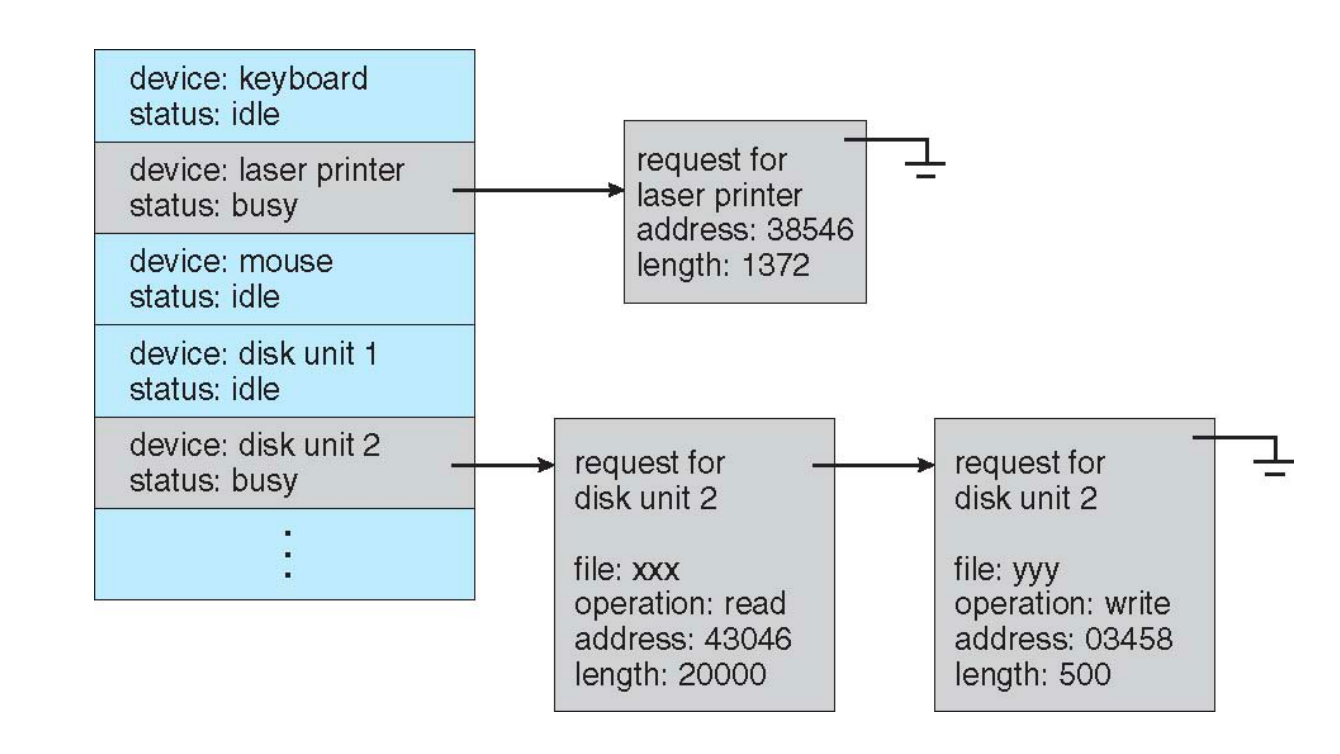 device: keyboard
status: idle
device: laser printer
status: busy
device: mouse
status: idle
device: disk unit 1
status: idle
device: disk unit 2
status: busy
request for
laser printer
address: 38546
length: 1372
request for
disk unit 2
file: xxx
operation: read
address: 43046
length: 20000
request for
disk unit 2
file: yyy
operation: write
address: 03458
length: 500